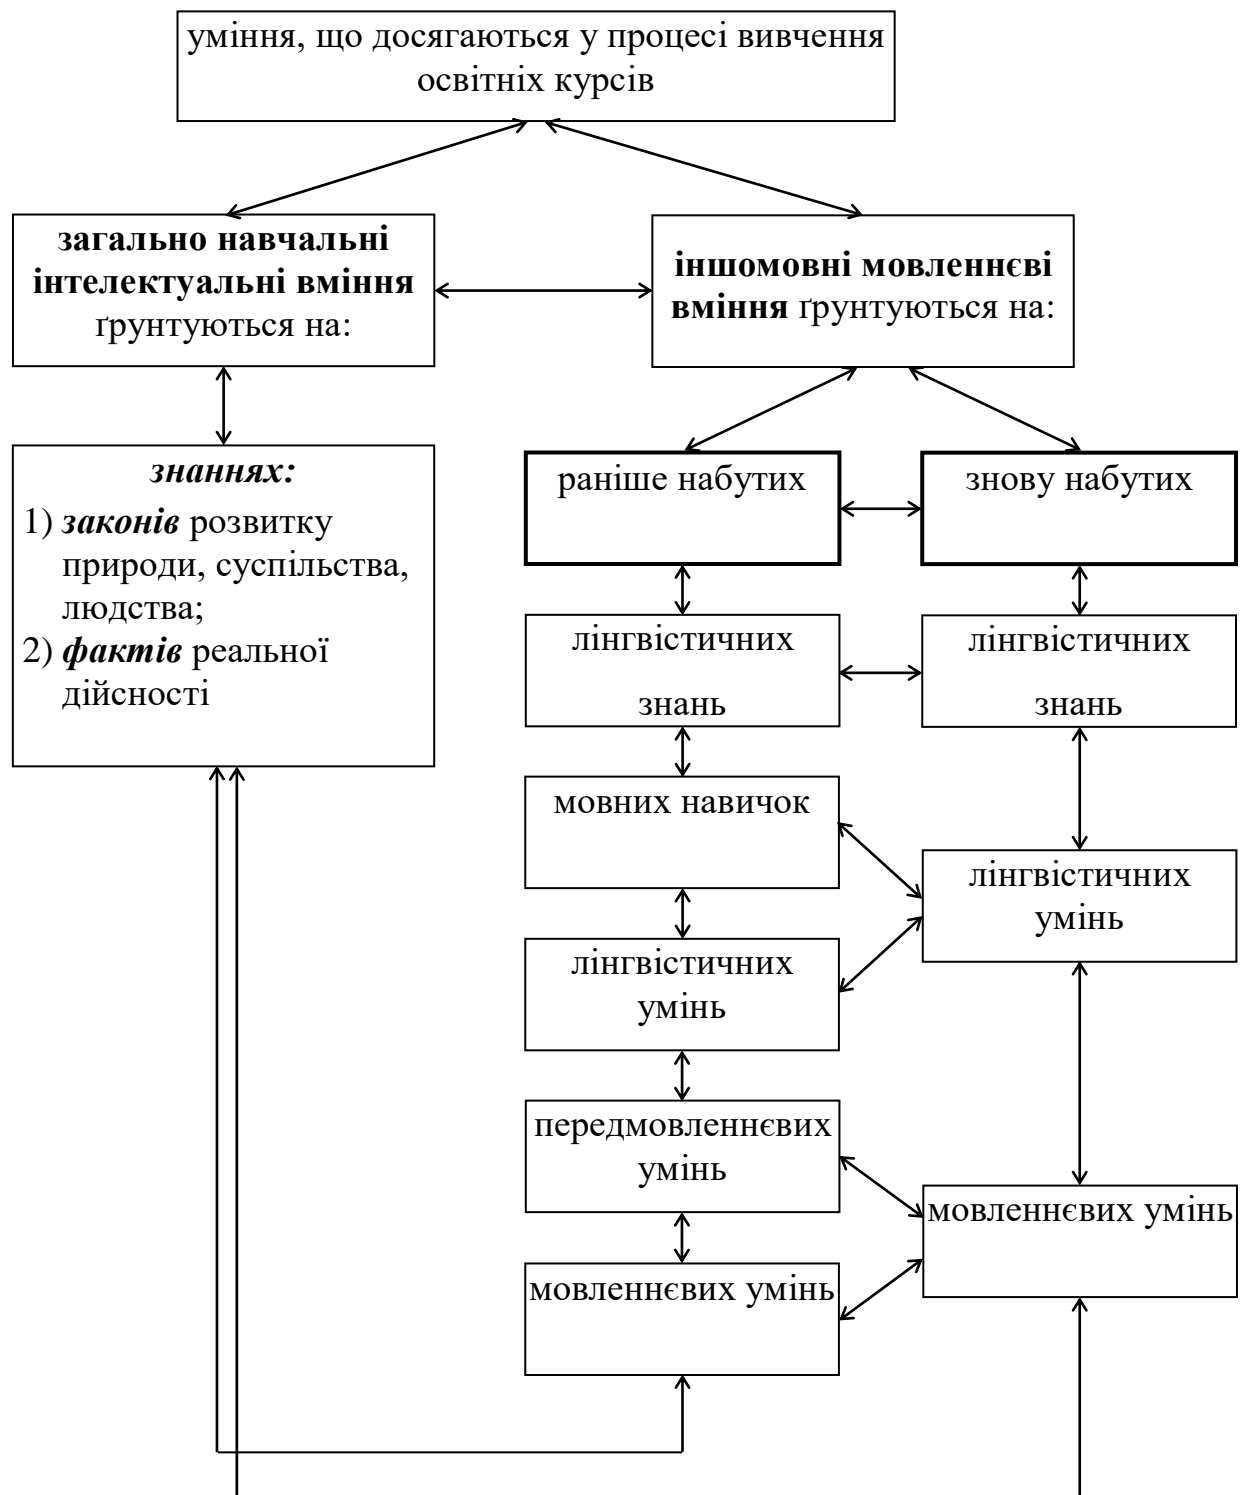 уміння, що досягаються у процесі вивчення
освітніх курсів
загально навчальні
інтелектуальні вміння
ґрунтуються на:
іншомовні мовленнєві
вміння ґрунтуються на:
знаннях:
1) законів розвитку
природи, суспільства,
людства;
2) фактів реальної
дійсності
раніше набутих
знову набутих
лінгвістичних
знань
лінгвістичних
знань
мовних навичок
лінгвістичних
умінь
лінгвістичних
умінь
передмовленнєвих
умінь
мовленнєвих умінь
мовленнєвих умінь